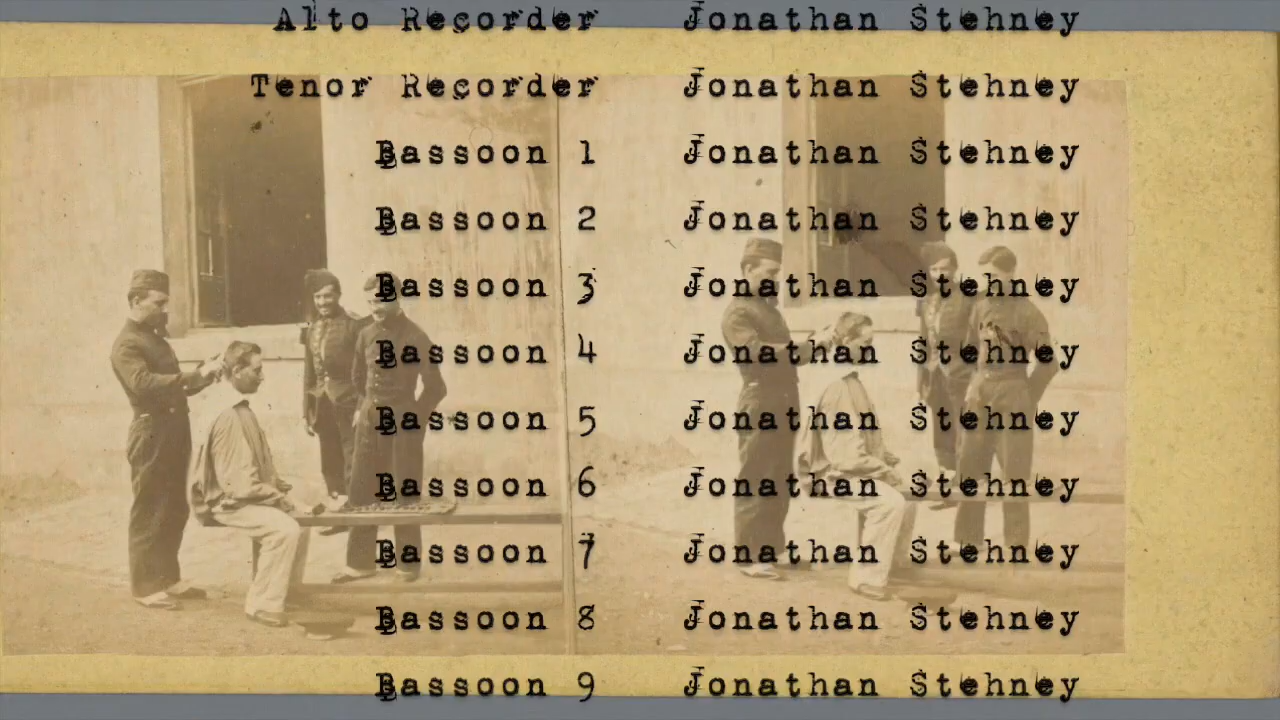 Alto Recorder Jonathan Stehney
Tenor Recorder Jonathan Stehney
Bassoon 1 Jonathan Stehney
Bassoon 2 Jonathan Stehney
Bassoon 3 Jonathan Stehney
Bassoon 4 Jonathan Stehney
Bassoon 5 Jonathan Stehney
Bassoon 6 Jonathan Stehney
Bassoon 7 Jonathan Stehney
Bassoon 8 Jonathan Stehney
Bassoon 9 Jonathan Stehney